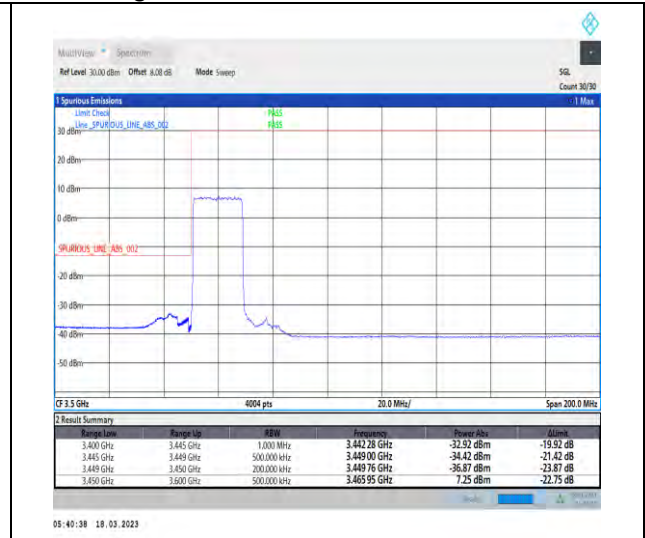 MultiView Spectrum
Ref Level 30.00 dBm Offset 8.08 dB Mode Sweep SGL
Count 30/30
1 Spurious Emissions 1 Max
Limit Check PASS
Line _SPURIOUS_LINE_ABS_002 PASS
30 dBm
20 dBm
10 dBm
0 dBm
_SPURIOUS_LINE_ABS_002
-20 dBm
-30 dBm
-40 dBm
-50 dBm
CF 3.5 GHz 4004 pts 20.0 MHz/ Span 200.0 MHz
2 Result Summary
Range Low Range Up RBW Frequency Power Abs ΔLimit
3.400 GHz 3.445 GHz 1.000 MHz 3.442 28 GHz -32.92 dBm -19.92 dB
3.445 GHz 3.449 GHz 500.000 kHz 3.449 00 GHz -34.42 dBm -21.42 dB
3.449 GHz 3.450 GHz 200.000 kHz 3.449 76 GHz -36.87 dBm -23.87 dB
3.450 GHz 3.600 GHz 500.000 kHz 3.465 95 GHz 7.25 dBm -22.75 dB
05:40:38 18.03.2023